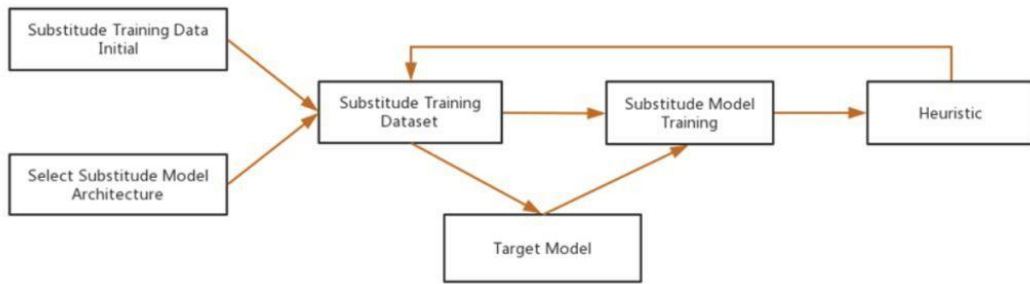 Substitude Training Data
Initial
Substitude Training
Dataset
Substitude Model
Training
Heuristic
Select Substitude Model
Architecture
Target Model